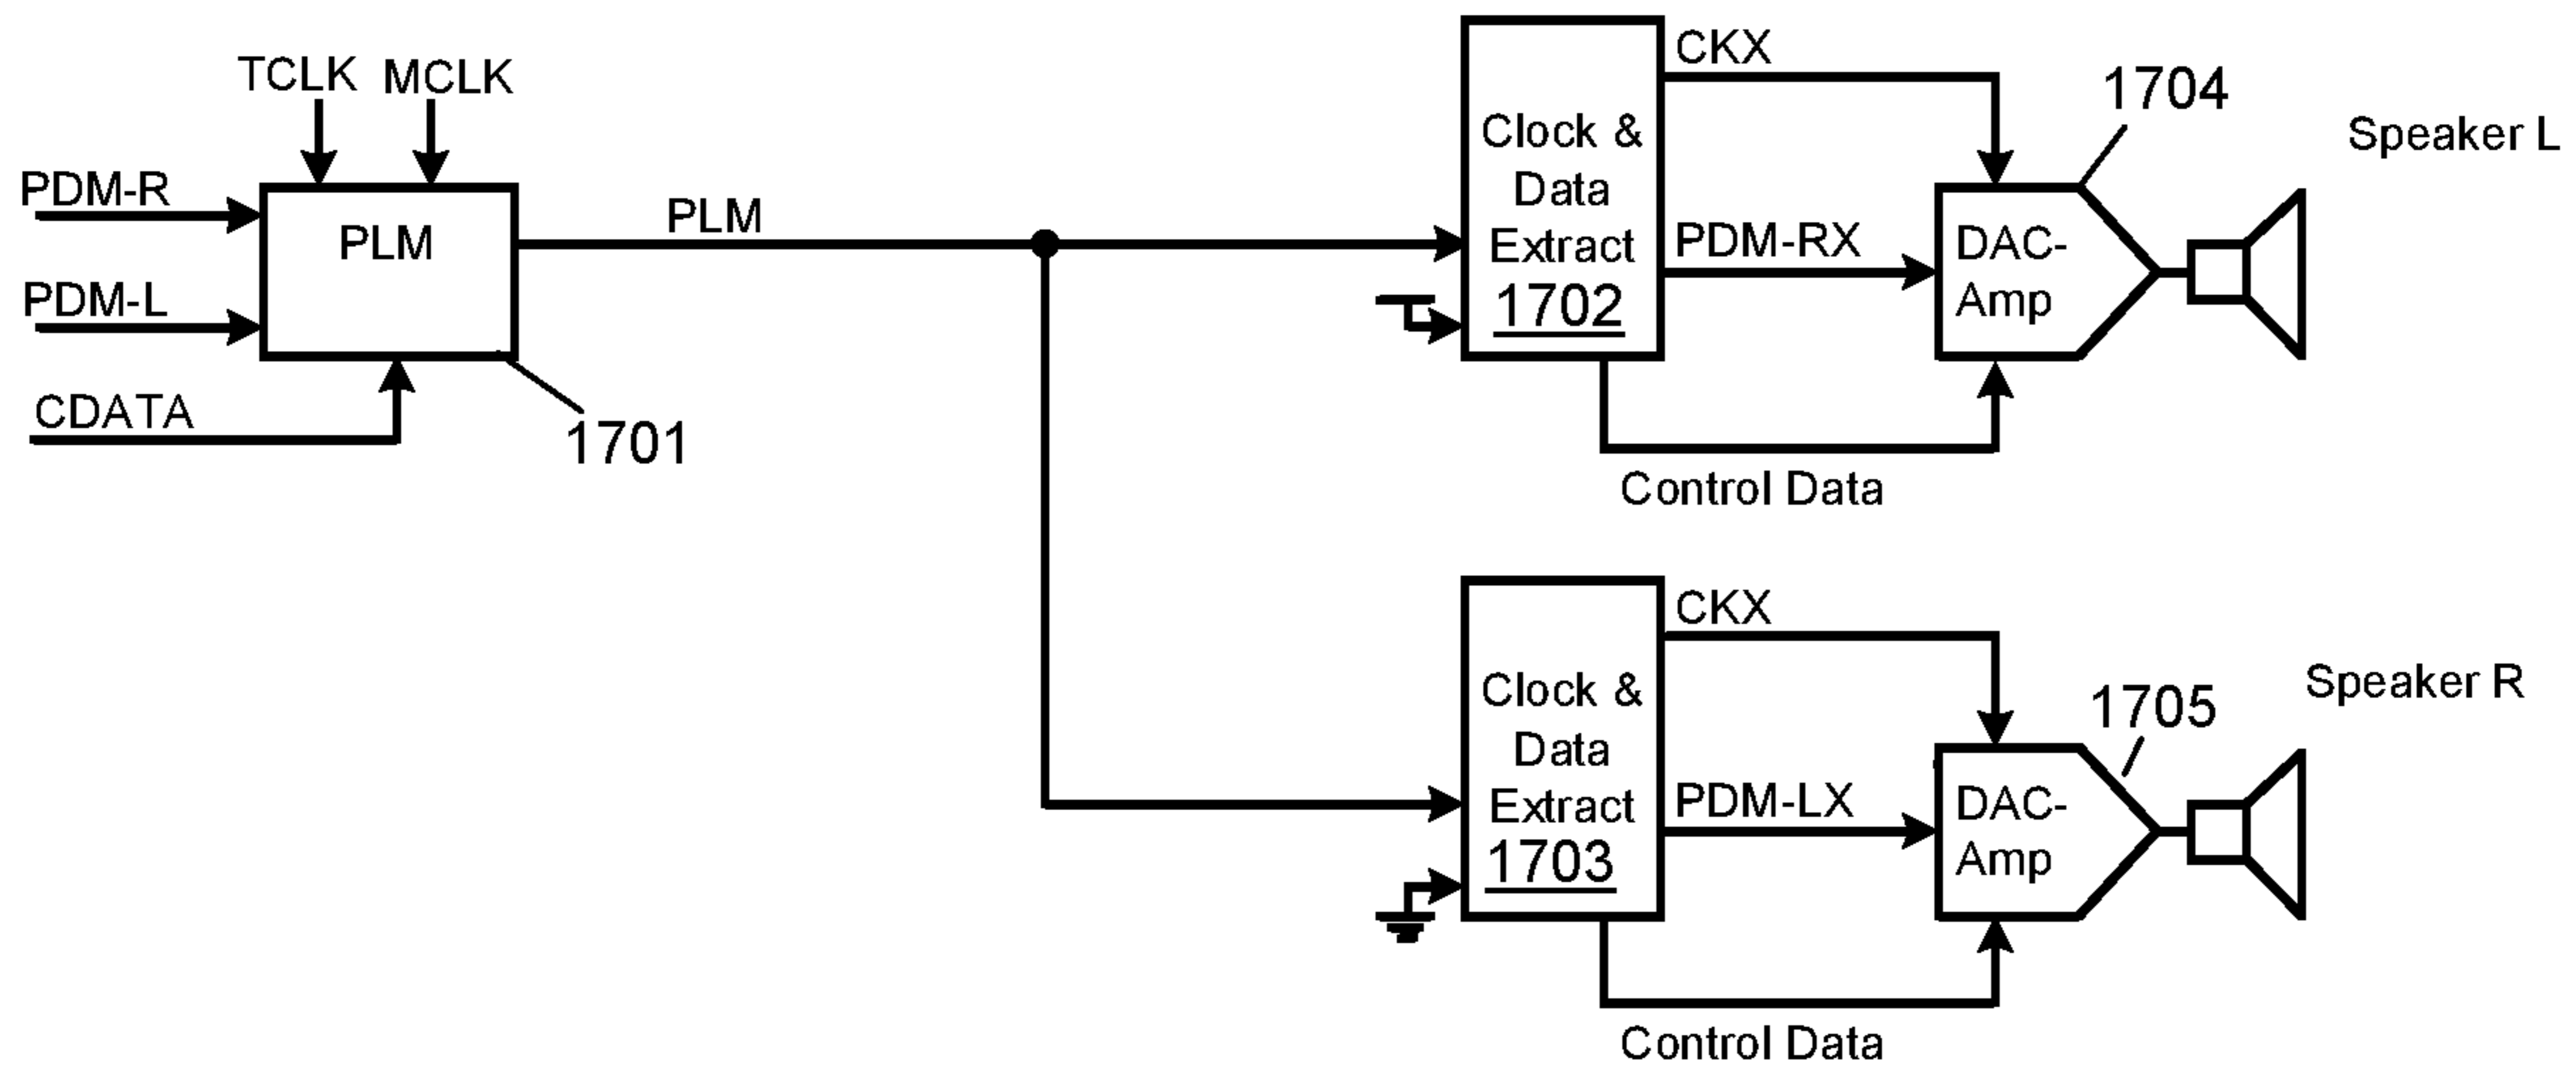 TCLK MCLK
PDM-R
PLM
PDM-L
CDATA
1701
PLM
CKX
Clock &
Data
Extract
1702
PDM-RX
Control Data
1704
DAC-
Amp
Speaker L
CKX
Clock &
Data
Extract
1703
PDM-LX
Control Data
1705
DAC-
Amp
Speaker R